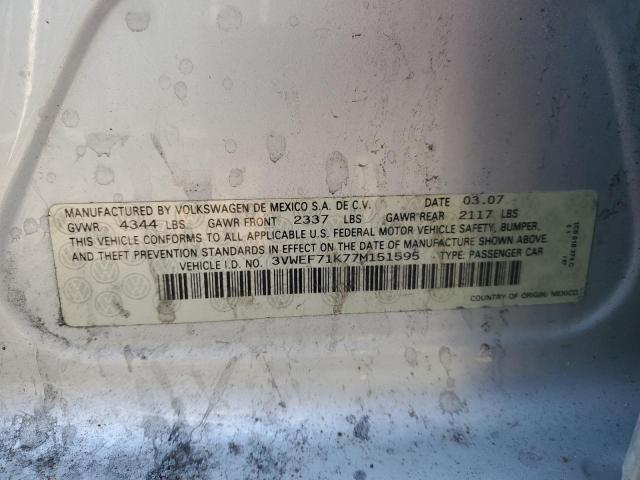 MANUFACTURED BY VOLKSWAGEN DE MEXICO S.A. DE C.V. DATE 03.07
GVWR 4344 LBS GAWR FRONT 2337 LBS GAWR REAR 2117 LBS
THIS VEHICLE CONFORMS TO ALL APPLICABLE U.S. FEDERAL MOTOR VEHICLE SAFETY, BUMPER,
AND THEFT PREVENTION STANDARDS IN EFFECT ON THE DATE OF MANUFACTURE SHOWN ABOVE.
VEHICLE I.D. NO. 3VWEF71K77M151595 TYPE: PASSENGER CAR
COUNTRY OF ORIGIN: MEXICO